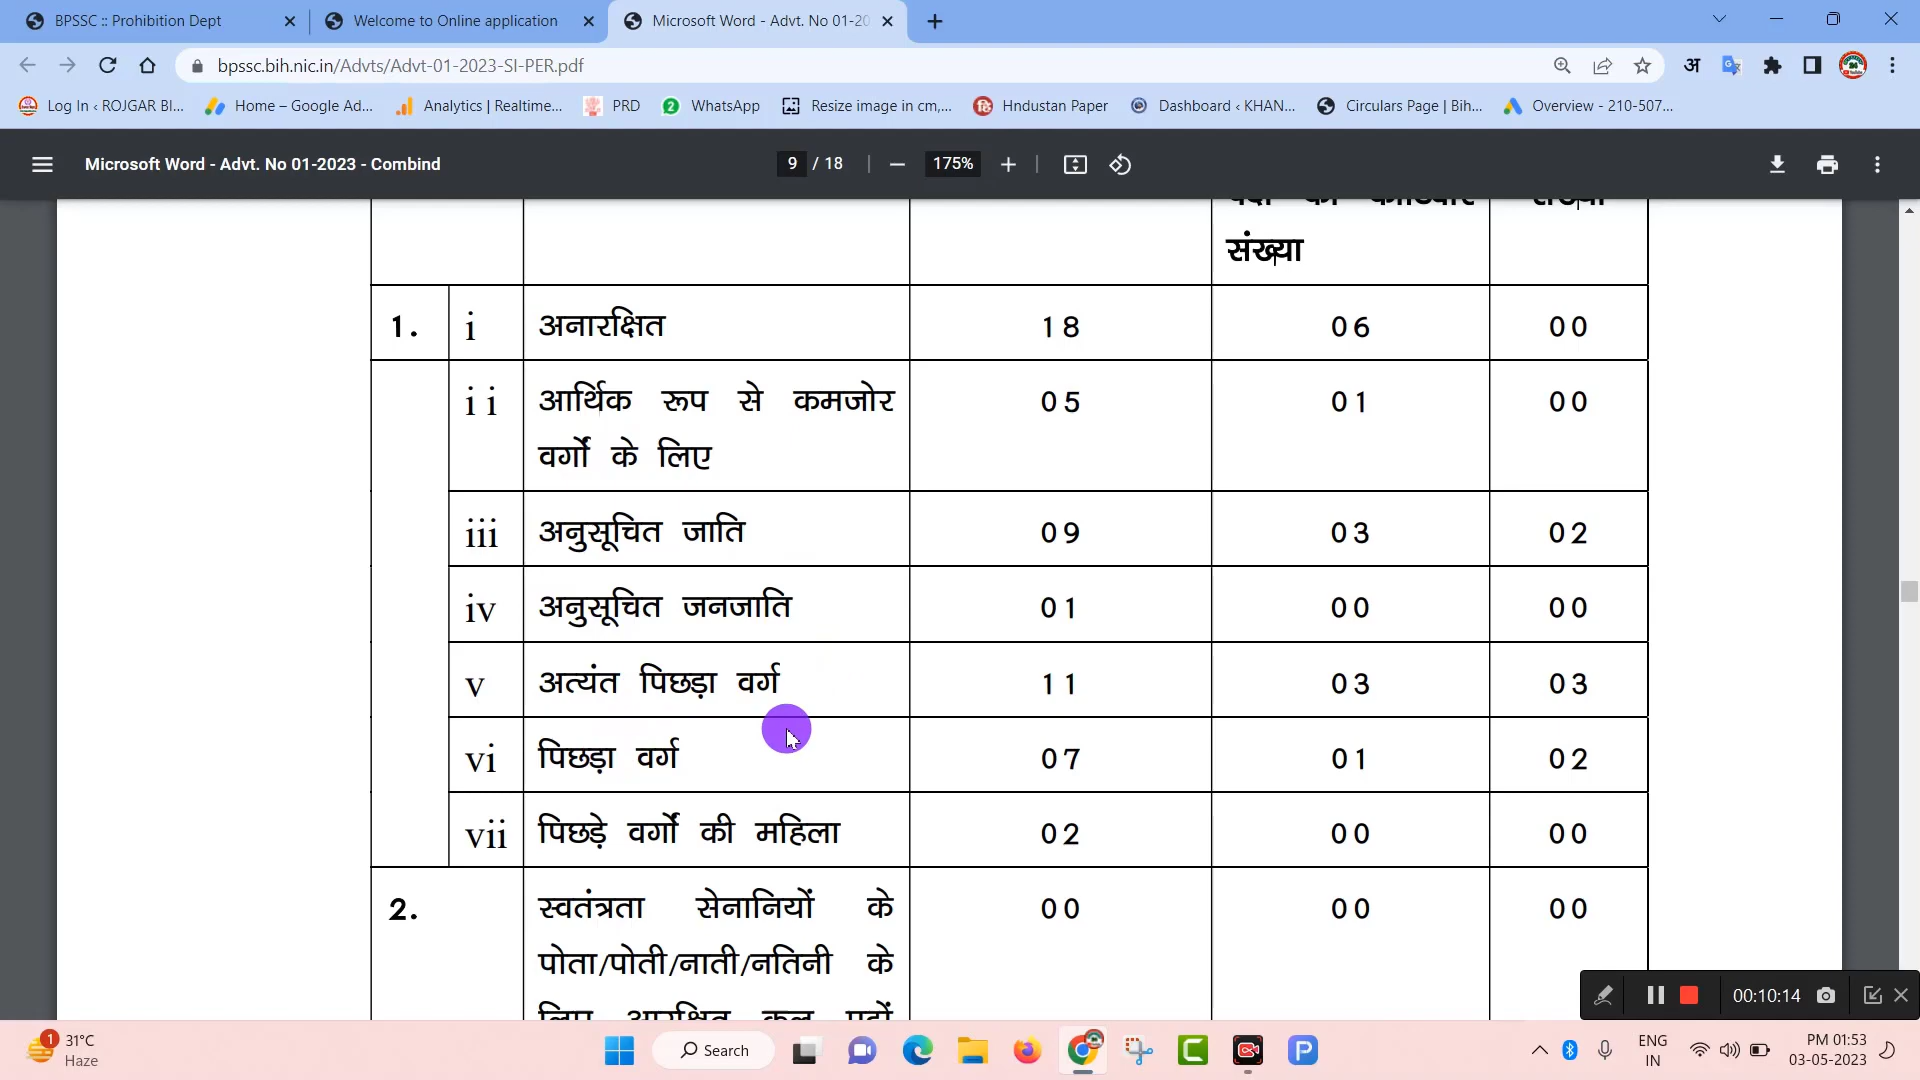 BPSSC :: Prohibition Dept
Welcome to Online application
Microsoft Word - Advt. No 01-20
bpssc.bih.nic.in/Advts/Advt-01-2023-SI-PER.pdf
अ
Log In ‹ ROJGAR BI...
Home – Google Ad...
Analytics | Realtime...
PRD
2 WhatsApp
Resize image in cm,...
Hndustan Paper
Dashboard ‹ KHAN...
Circulars Page | Bih...
Overview - 210-507...
Microsoft Word - Advt. No 01-2023 - Combind
9 / 18
175%
संख्या
1. i अनारक्षित 18 06 00
ii आर्थिक रूप से कमजोर 05 01 00
वर्गों के लिए
iii अनुसूचित जाति 09 03 02
iv अनुसूचित जनजाति 01 00 00
v अत्यंत पिछड़ा वर्ग 11 03 03
vi पिछड़ा वर्ग 07 01 02
vii पिछड़े वर्गों की महिला 02 00 00
2. स्वतंत्रता सेनानियों के 00 00 00
पोता/पोती/नाती/नतिनी के
00:10:14
1 31°C
Haze
Search
ENG
IN
PM 01:53
03-05-2023